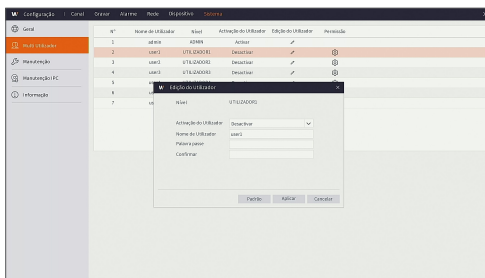 W Configuração Canal Gravar Alarme Rede Dispositivo Sistema
Geral
Multi Utilizador
Manutenção
Manutenção IPC
Informação
Nº Nome de Utilizador Nível Activação do Utilizador Edição do Utilizador Permissão
1 admin ADMIN Activar
2 user1 UTILIZADOR1 Desactivar
3 user2 UTILIZADOR2 Desactivar
4 user3 UTILIZADOR3 Desactivar
5
6
7
W Edição do Utilizador ×
Nível UTILIZADOR1
Activação do Utilizador Desactivar
Nome de Utilizador user1
Palavra passe
Confirmar
Padrão Aplicar Cancelar